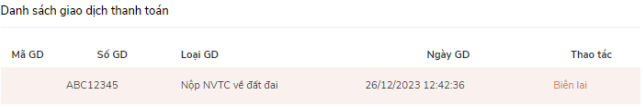 Danh sách giao dịch thanh toán
Mã GD Số GD Loại GD Ngày GD Thao tác
ABC12345 Nộp NVTC về đất đai 26/12/2023 12:42:36 Biên lai